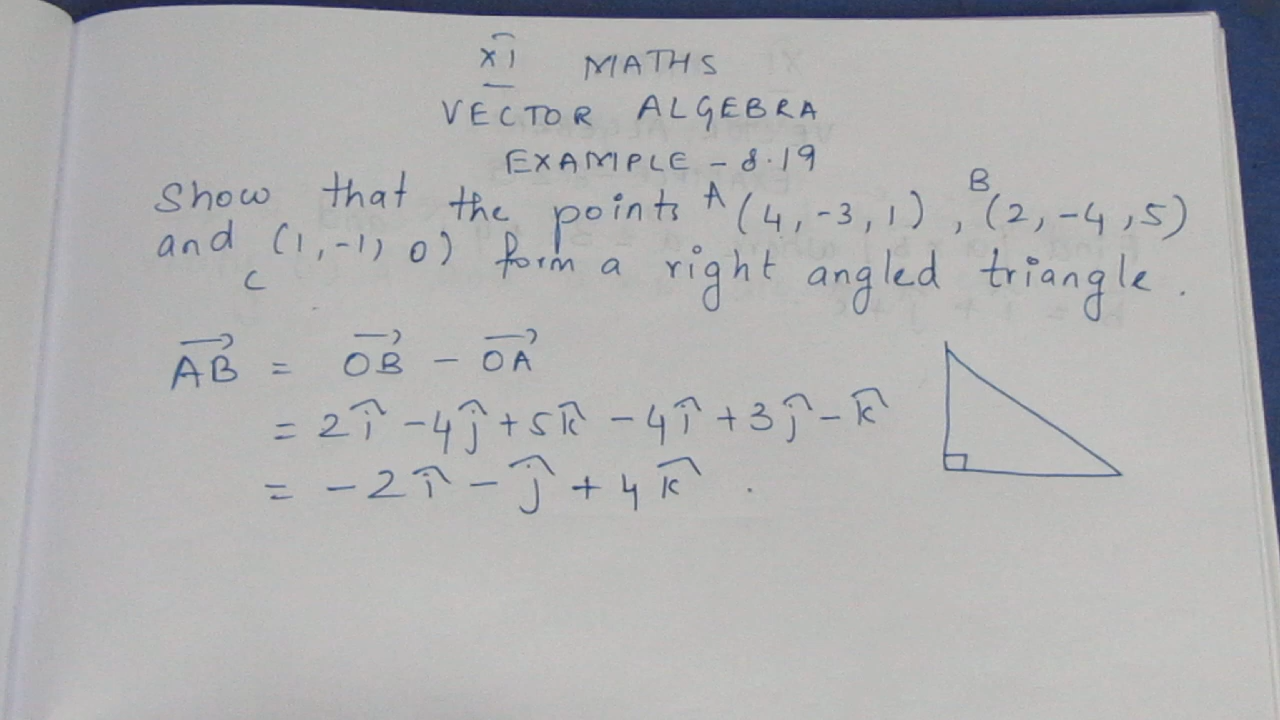 XI MATHS
VECTOR ALGEBRA
EXAMPLE - 8.19
Show that the points A (4, -3, 1), B (2, -4, 5)
and (1, -1, 0) form a right angled triangle.
C
→AB = →OB - →OA
= 2î - 4ĵ + 5k̂ - 4î + 3ĵ - k̂
= -2î - ĵ + 4k̂.